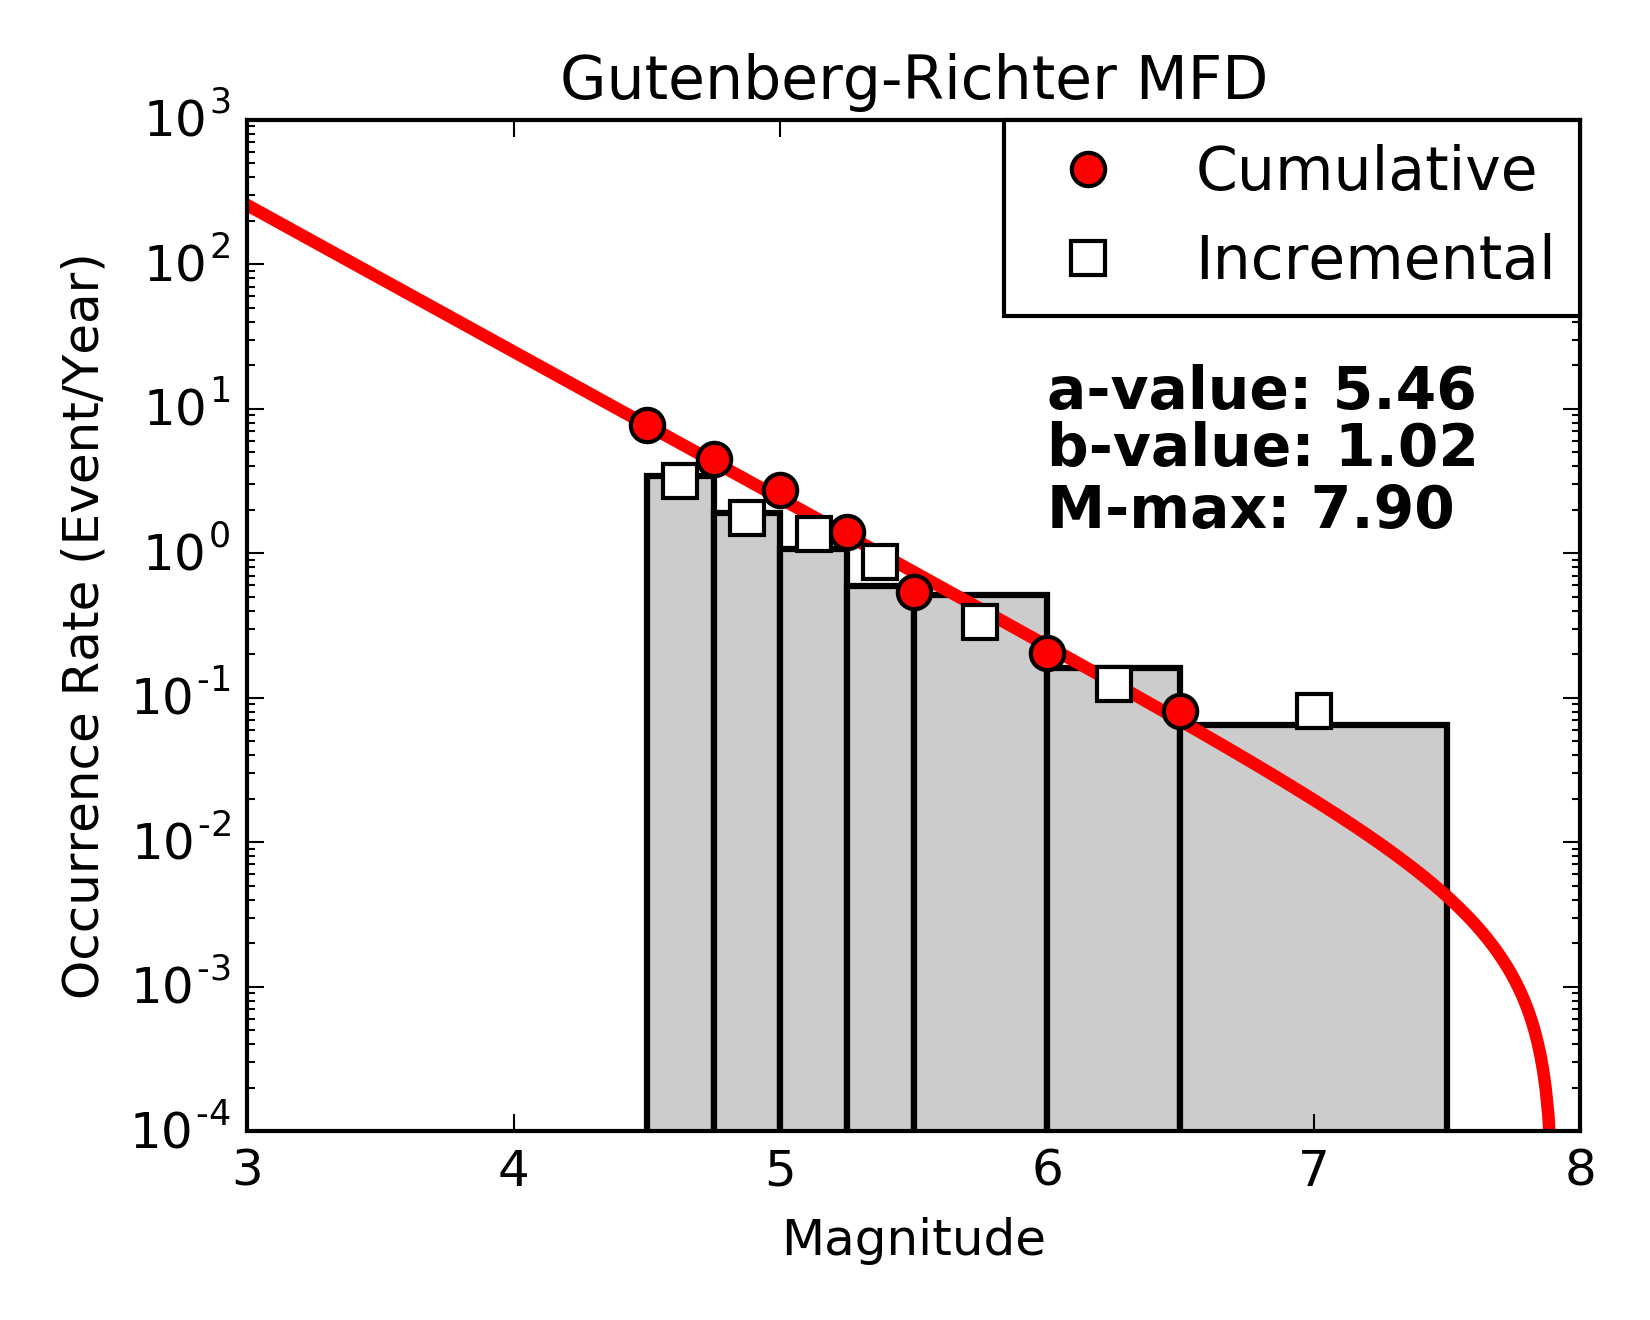 Gutenberg-Richter MFD
10^3
10^2
10^1
10^0
10^-1
10^-2
10^-3
10^-4
Occurrence Rate (Event/Year)
Cumulative
Incremental
a-value: 5.46
b-value: 1.02
M-max: 7.90
3 4 5 6 7 8
Magnitude